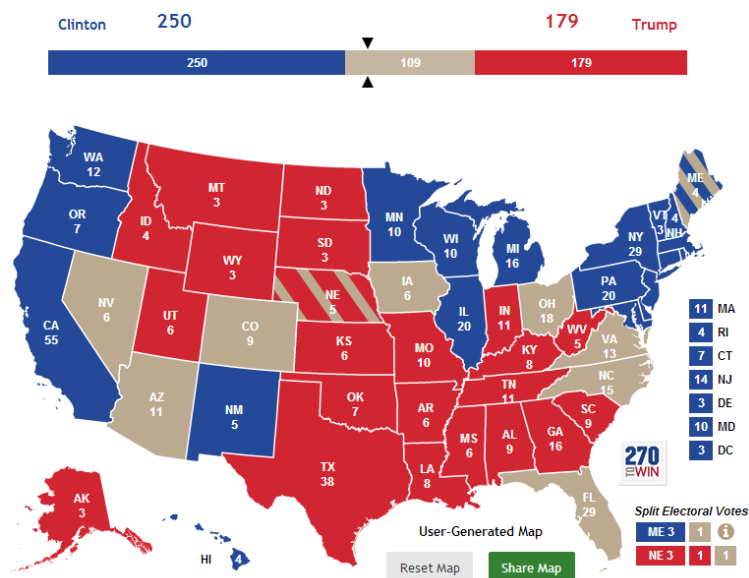 Clinton 250 179 Trump
250 109 179
WA
12
OR
7
CA
55
NV
6
ID
4
MT
3
WY
3
UT
6
AZ
11
CO
9
NM
5
ND
3
SD
3
NE
5
KS
6
OK
7
TX
38
MN
10
IA
6
MO
10
AR
6
LA
8
WI
10
IL
20
MI
16
IN
11
OH
18
KY
8
TN
11
MS
6
AL
9
GA
16
FL
29
SC
9
NC
15
VA
13
WV
5
PA
20
NY
29
VT
3
4
NH
ME
4
AK
3
HI 4
11 MA
4 RI
7 CT
14 NJ
3 DE
10 MD
3 DC
270
TO WIN
Split Electoral Votes
ME 3 1 i
NE 3 1 1
User-Generated Map
Reset Map Share Map